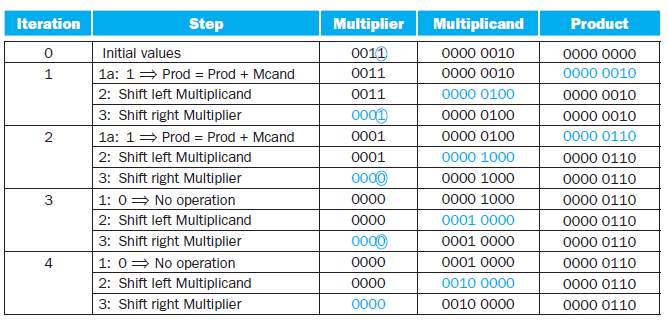 Iteration Step Multiplier Multiplicand Product
0 Initial values 0011 0000 0010 0000 0000
1 1a: 1 ⇒ Prod = Prod + Mcand 0011 0000 0010 0000 0010
2: Shift left Multiplicand 0011 0000 0100 0000 0010
3: Shift right Multiplier 0001 0000 0100 0000 0010
2 1a: 1 ⇒ Prod = Prod + Mcand 0001 0000 0100 0000 0110
2: Shift left Multiplicand 0001 0000 1000 0000 0110
3: Shift right Multiplier 0000 0000 1000 0000 0110
3 1: 0 ⇒ No operation 0000 0000 1000 0000 0110
2: Shift left Multiplicand 0000 0001 0000 0000 0110
3: Shift right Multiplier 0000 0001 0000 0000 0110
4 1: 0 ⇒ No operation 0000 0001 0000 0000 0110
2: Shift left Multiplicand 0000 0010 0000 0000 0110
3: Shift right Multiplier 0000 0010 0000 0000 0110